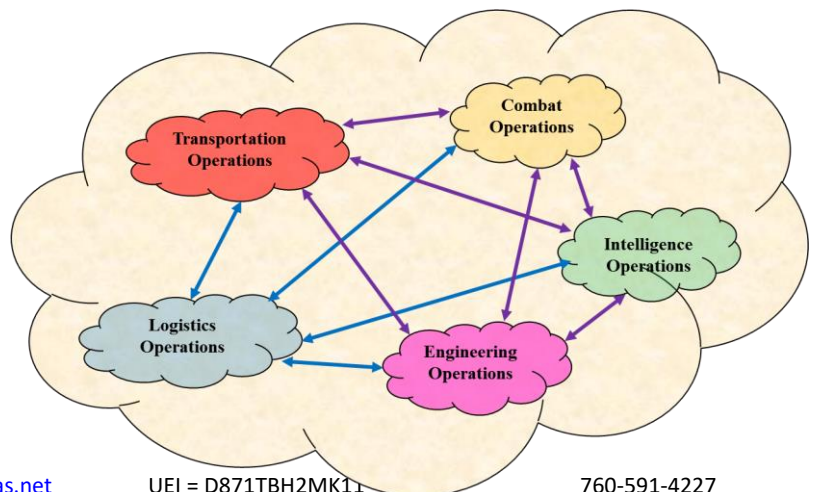 Combat
Operations
Transportation
Operations
Intelligence
Operations
Logistics
Operations
Engineering
Operations
as.net UEI = D871TBH2MK11 760-591-4227